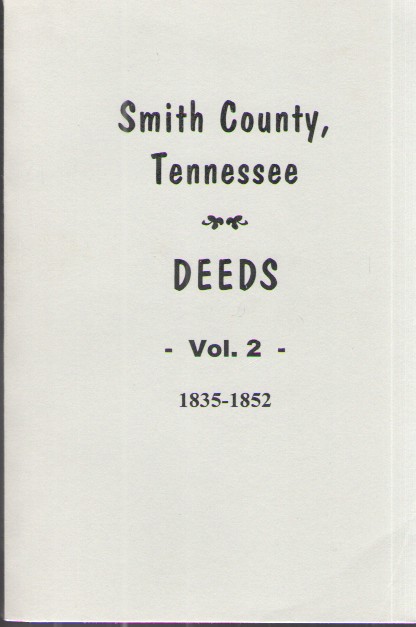 Smith County,
Tennessee
DEEDS
- Vol. 2 -
1835-1852